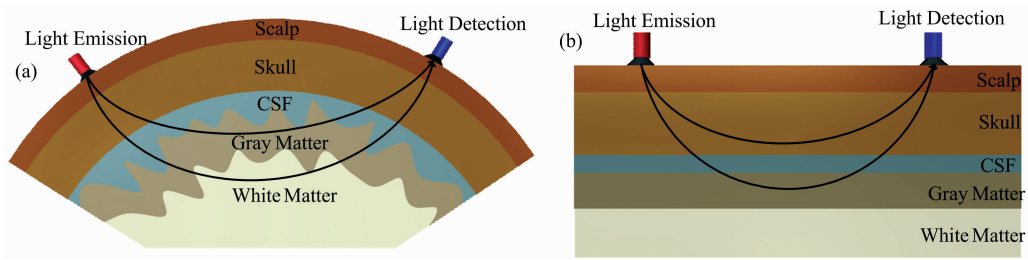 (a)
Light Emission
Scalp
Light Detection
Skull
CSF
Gray Matter
White Matter
(b)
Light Emission
Light Detection
Scalp
Skull
CSF
Gray Matter
White Matter